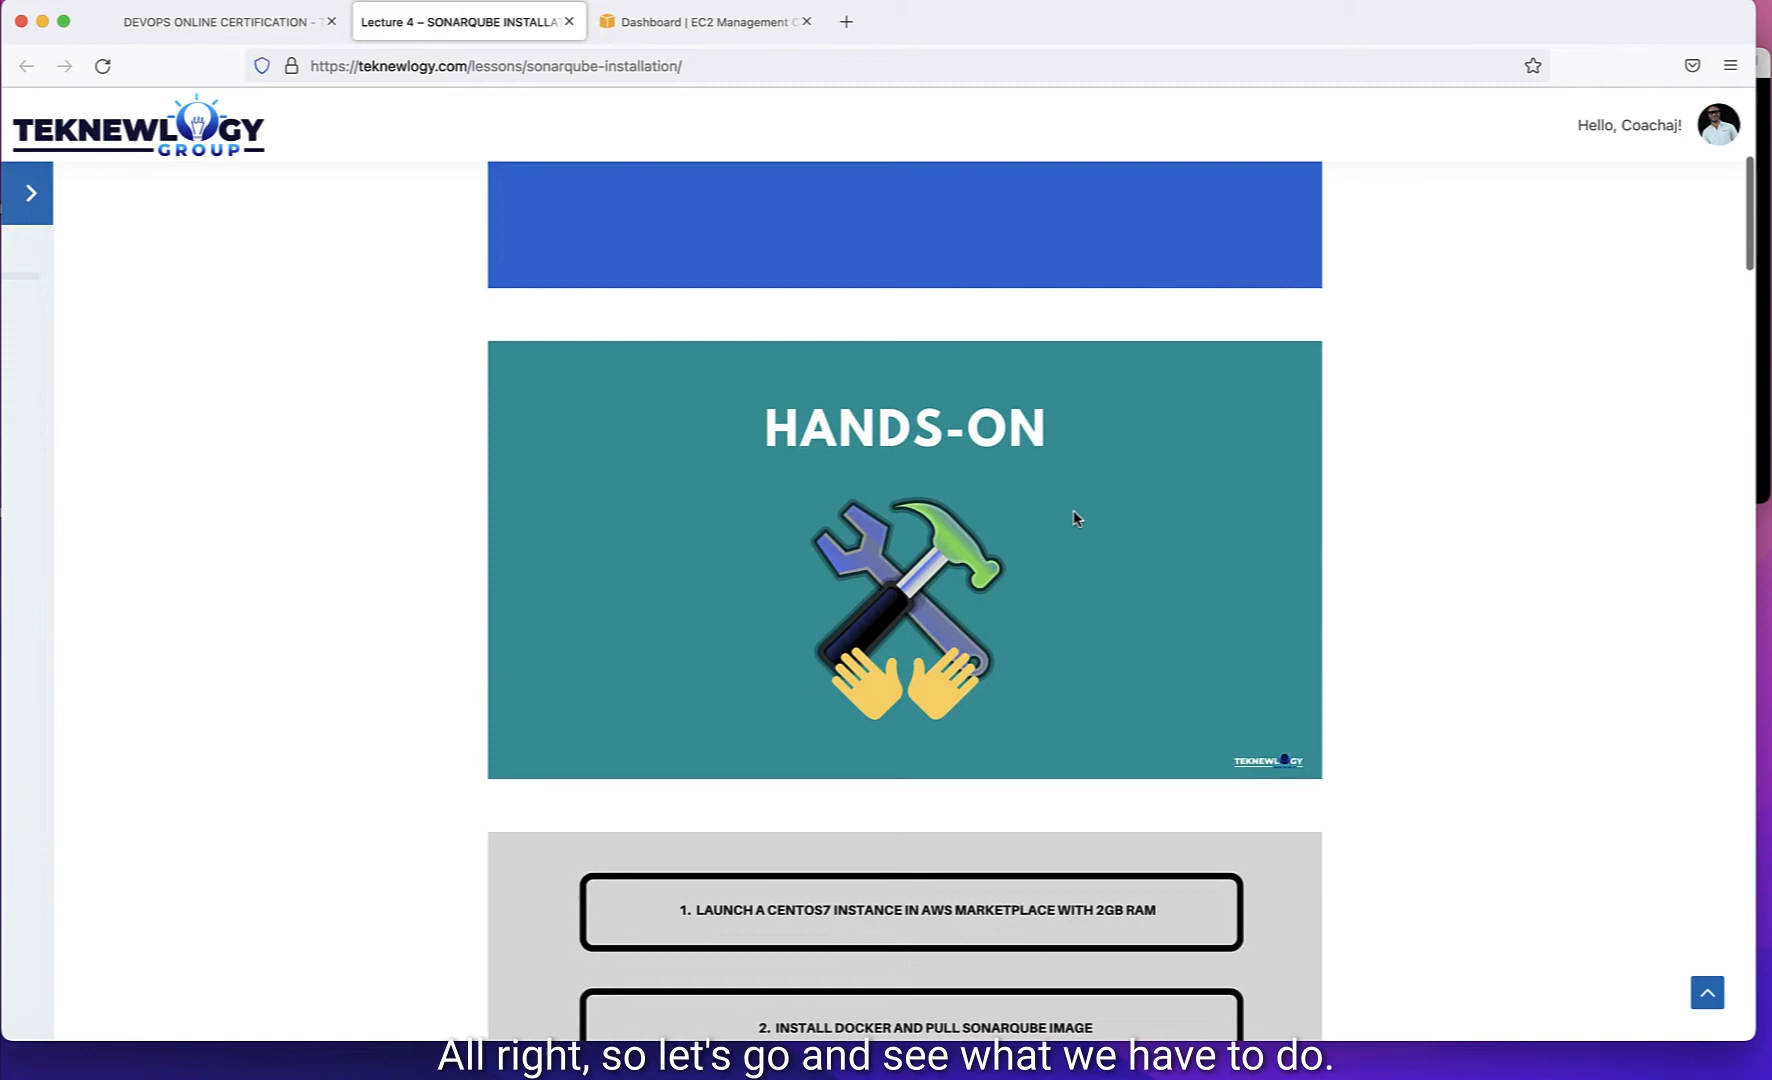 DEVOPS ONLINE CERTIFICATION - T
Lecture 4 – SONARQUBE INSTALLA
Dashboard | EC2 Management C
https://teknewlogy.com/lessons/sonarqube-installation/
TEKNEWLOGY
GROUP
Hello, Coachaj!
HANDS-ON
TEKNEWLOGY
1. LAUNCH A CENTOS7 INSTANCE IN AWS MARKETPLACE WITH 2GB RAM
2. INSTALL DOCKER AND PULL SONARQUBE IMAGE
All right, so let's go and see what we have to do.